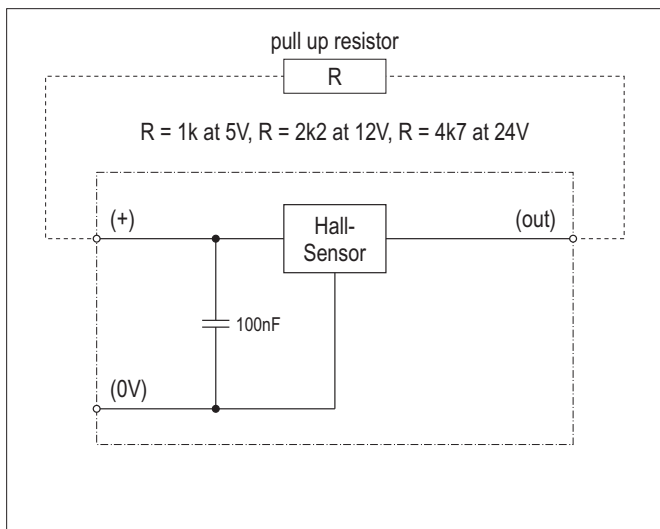 pull up resistor
R
R = 1k at 5V, R = 2k2 at 12V, R = 4k7 at 24V
(+)
Hall-
Sensor
(out)
100nF
(0V)